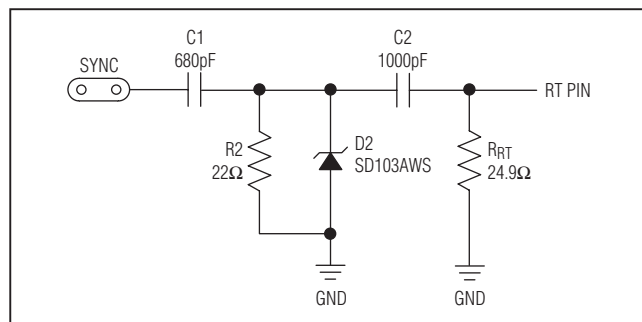 SYNC
C1
680pF
C2
1000pF
RT PIN
R2
22Ω
D2
SD103AWS
RRT
24.9Ω
GND
GND